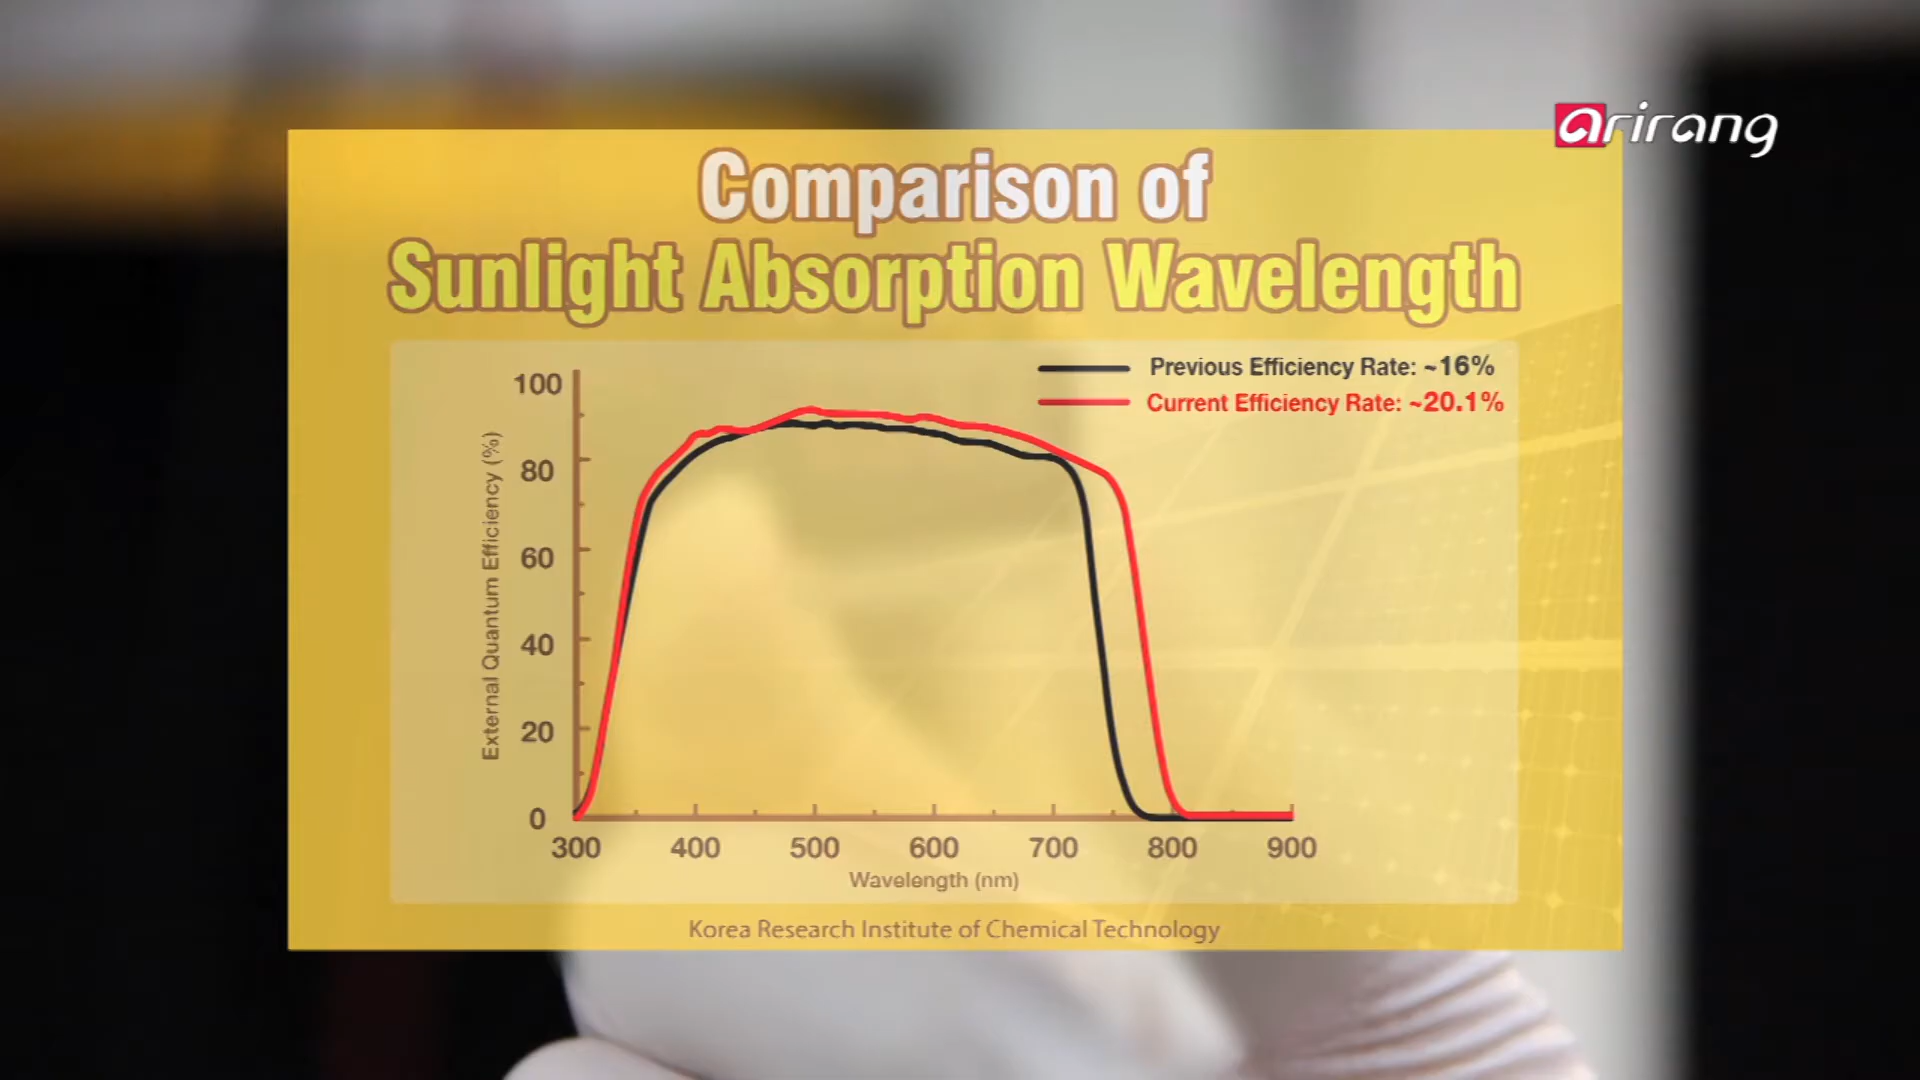 arirang
Comparison of
Sunlight Absorption Wavelength
Previous Efficiency Rate: ~16%
Current Efficiency Rate: ~20.1%
External Quantum Efficiency (%)
100
80
60
40
20
0
300 400 500 600 700 800 900
Wavelength (nm)
Korea Research Institute of Chemical Technology